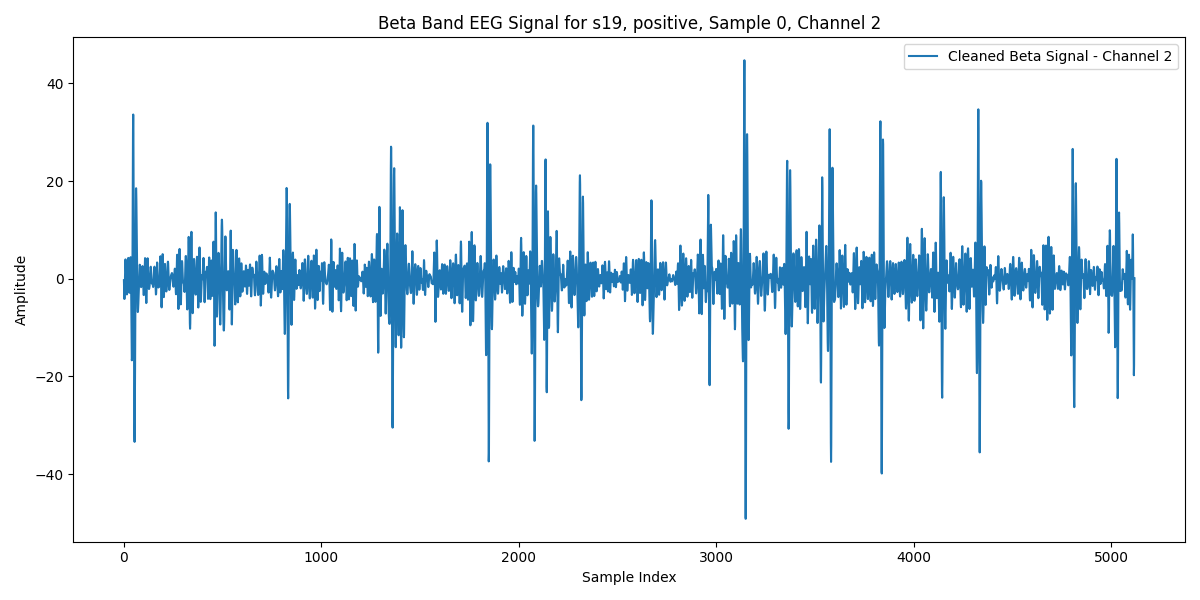 Beta Band EEG Signal for s19, positive, Sample 0, Channel 2
Cleaned Beta Signal - Channel 2
Amplitude
40
20
0
−20
−40
0 1000 2000 3000 4000 5000
Sample Index